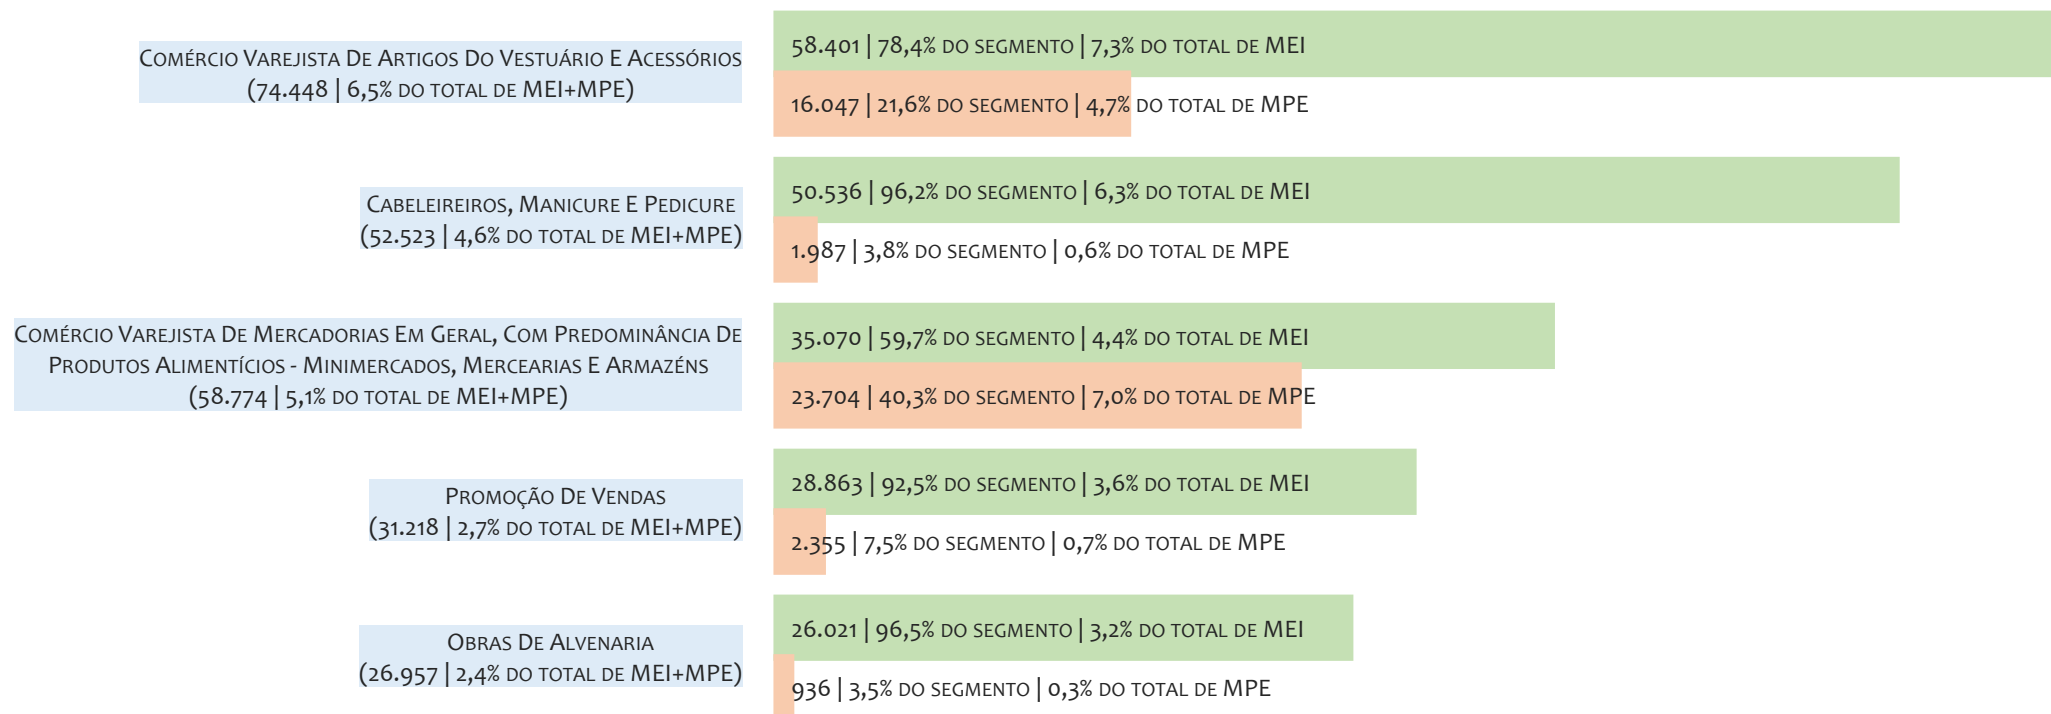 Comércio Varejista De Artigos Do Vestuário E Acessórios
(74.448 | 6,5% do total de MEI+MPE)
58.401 | 78,4% do segmento | 7,3% do total de MEI
16.047 | 21,6% do segmento | 4,7% do total de MPE
Cabeleireiros, Manicure E Pedicure
(52.523 | 4,6% do total de MEI+MPE)
50.536 | 96,2% do segmento | 6,3% do total de MEI
1.987 | 3,8% do segmento | 0,6% do total de MPE
Comércio Varejista De Mercadorias Em Geral, Com Predominância De
Produtos Alimentícios - Minimercados, Mercearias E Armazéns
(58.774 | 5,1% do total de MEI+MPE)
35.070 | 59,7% do segmento | 4,4% do total de MEI
23.704 | 40,3% do segmento | 7,0% do total de MPE
Promoção De Vendas
(31.218 | 2,7% do total de MEI+MPE)
28.863 | 92,5% do segmento | 3,6% do total de MEI
2.355 | 7,5% do segmento | 0,7% do total de MPE
Obras De Alvenaria
(26.957 | 2,4% do total de MEI+MPE)
26.021 | 96,5% do segmento | 3,2% do total de MEI
936 | 3,5% do segmento | 0,3% do total de MPE